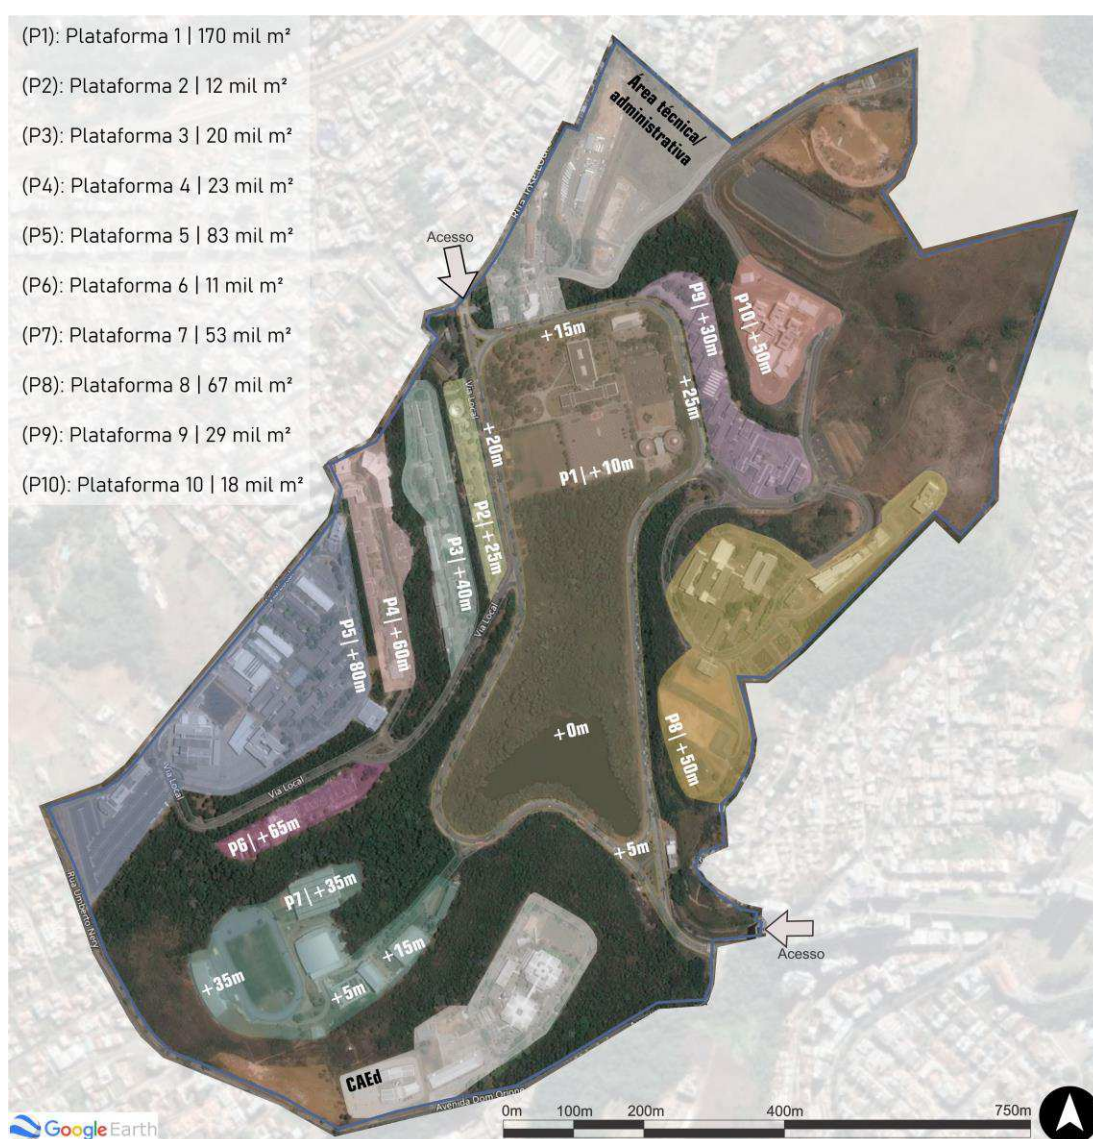 (P1): Plataforma 1 | 170 mil m²
(P2): Plataforma 2 | 12 mil m²
(P3): Plataforma 3 | 20 mil m²
(P4): Plataforma 4 | 23 mil m²
(P5): Plataforma 5 | 83 mil m²
(P6): Plataforma 6 | 11 mil m²
(P7): Plataforma 7 | 53 mil m²
(P8): Plataforma 8 | 67 mil m²
(P9): Plataforma 9 | 29 mil m²
(P10): Plataforma 10 | 18 mil m²
Área técnica/
administrativa
Acesso
+15m
P9 | +30m
P10 | +50m
+25m
Via Local
+20m
P1 | +10m
P2 | +25m
P3 | +40m
Via Local
P4 | +60m
P5 | +80m
+0m
P8 | +50m
Via Local
Via Local
P6 | +65m
+5m
P7 | +35m
+15m
+35m
+5m
Acesso
Rua Umberto Nery
CAEd
Avenida Dom Orione
0m 100m 200m 400m 750m
Google Earth